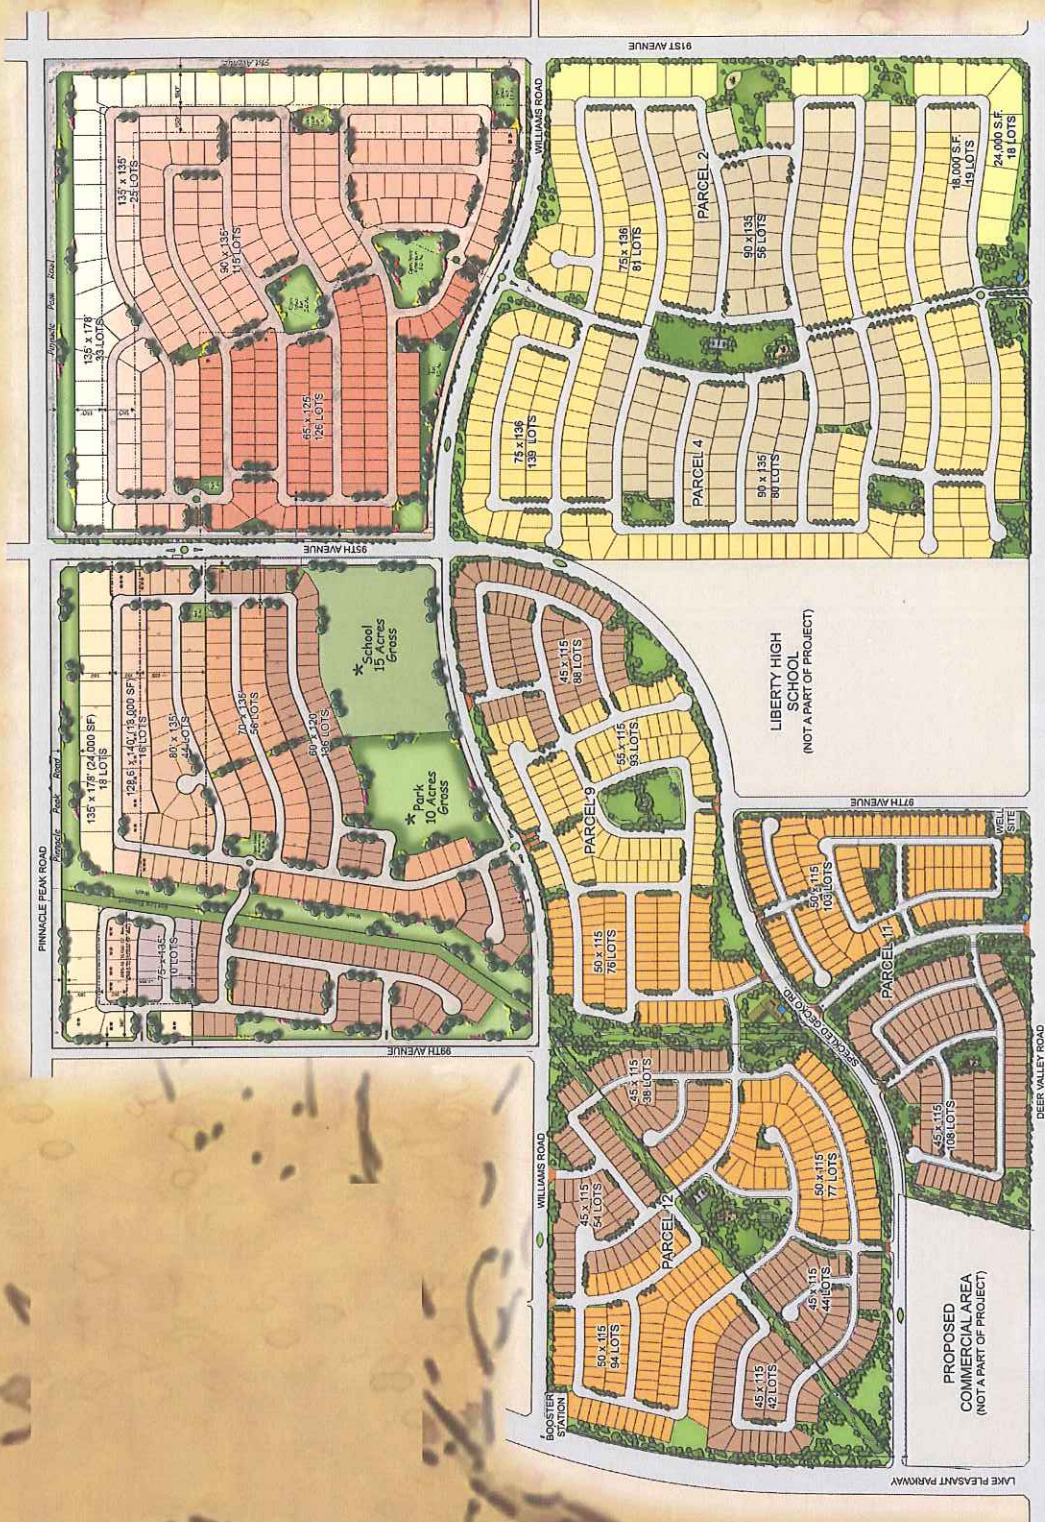 91ST AVENUE
91st Avenue
WILLIAMS ROAD
Pinnacle Peak Road
135' x 135'
25 LOTS
90' x 135'
115 LOTS
135' x 178'
33 LOTS
65' x 125'
126 LOTS
95TH AVENUE
PARCEL 2
75 x 136
81 LOTS
90 x 135
56 LOTS
18,000 S.F.
19 LOTS
24,000 S.F.
18 LOTS
75 x 136
139 LOTS
PARCEL 4
90 x 135
80 LOTS
PINNACLE PEAK ROAD
Pinnacle Peak Road
135' x 178' (24,000 SF)
18 LOTS
128.6' x 140' (18,000 SF)
16 LOTS
80' x 135'
44 LOTS
70' x 135'
56 LOTS
60' x 120'
136 LOTS
* School
15 Acres
Gross
* Park
10 Acres
Gross
75' x 135'
10 LOTS
99TH AVENUE
45 x 115
88 LOTS
55 x 115
93 LOTS
PARCEL 9
50 x 115
76 LOTS
LIBERTY HIGH
SCHOOL
(NOT A PART OF PROJECT)
97TH AVENUE
WELL
SITE
50 x 115
103 LOTS
PARCEL 11
SPECKLED GECKO RD.
45 x 115
108 LOTS
DEER VALLEY ROAD
WILLIAMS ROAD
45 x 115
38 LOTS
45 x 115
54 LOTS
PARCEL 12
50 x 115
77 LOTS
50 x 115
94 LOTS
45 x 115
44 LOTS
45 x 115
42 LOTS
BOOSTER
STATION
PROPOSED
COMMERCIAL AREA
(NOT A PART OF PROJECT)
LAKE PLEASANT PARKWAY